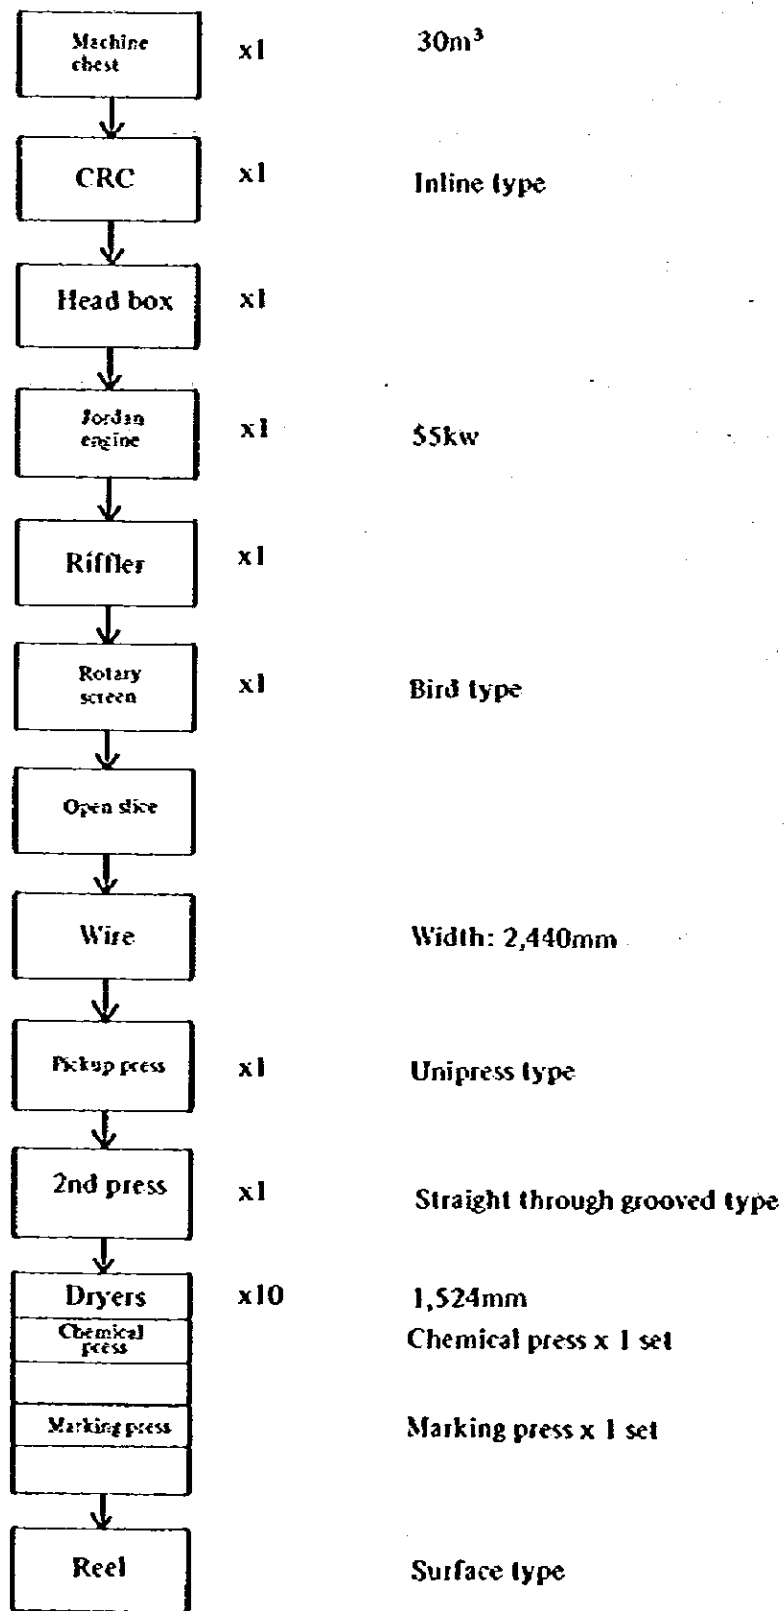 Machine
chest
x1
30m³
CRC
x1
Inline type
Head box
x1
Jordan
engine
x1
55kw
Riffler
x1
Rotary
screen
x1
Bird type
Open slice
Wire
Width: 2,440mm
Pickup press
x1
Unipress type
2nd press
x1
Straight through grooved type
Dryers
x10
1,524mm
Chemical
press
Chemical press x 1 set
Marking press
Marking press x 1 set
Reel
Surface type